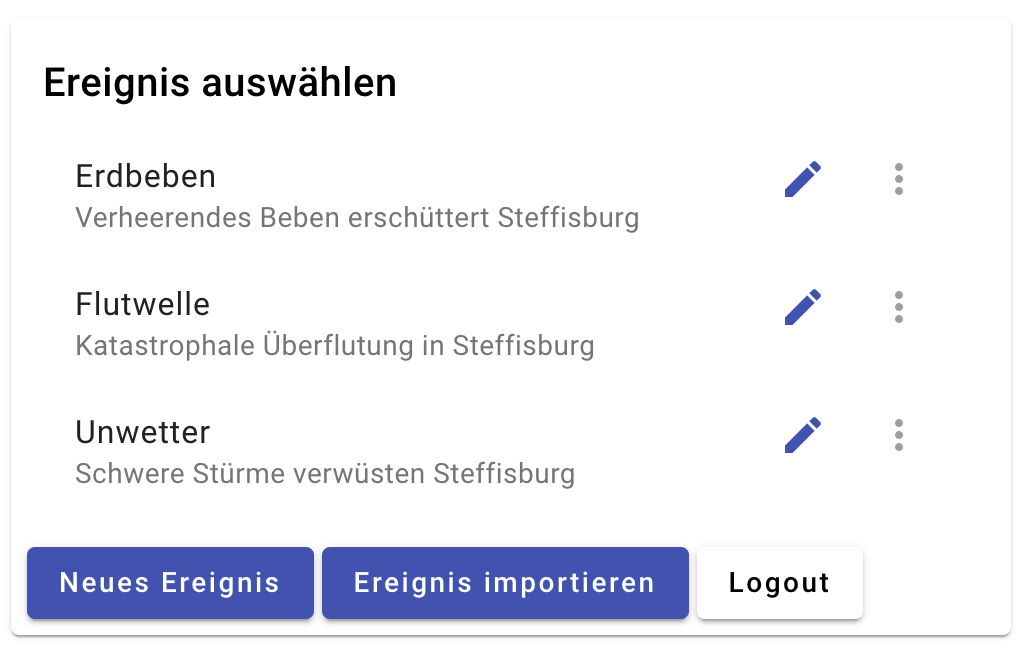 Ereignis auswählen
Erdbeben
Verheerendes Beben erschüttert Steffisburg
Flutwelle
Katastrophale Überflutung in Steffisburg
Unwetter
Schwere Stürme verwüsten Steffisburg
Neues Ereignis Ereignis importieren Logout